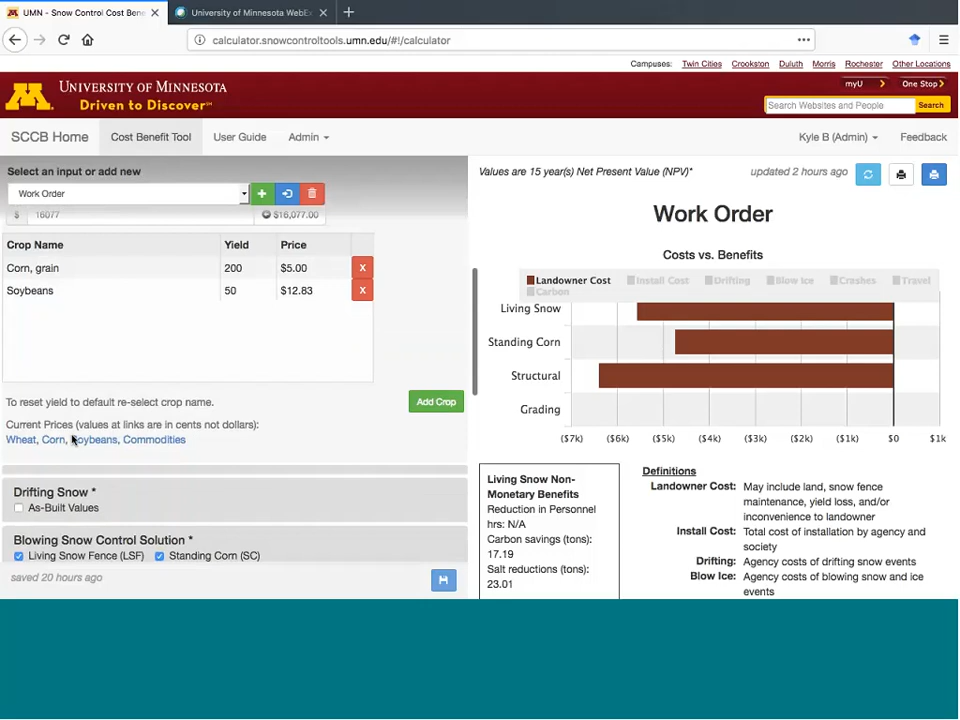 UMN - Snow Control Cost Bene
University of Minnesota WebEx
calculator.snowcontroltools.umn.edu/#!/calculator
Campuses: Twin Cities Crookston Duluth Morris Rochester Other Locations
UNIVERSITY OF MINNESOTA
Driven to Discover℠
myU One Stop
Search Websites and People Search
SCCB Home Cost Benefit Tool User Guide Admin Kyle B (Admin) Feedback
Select an input or add new
Work Order
$ 16077 $16,077.00
Crop Name Yield Price
Corn, grain 200 $5.00 X
Soybeans 50 $12.83 X
To reset yield to default re-select crop name.
Add Crop
Current Prices (values at links are in cents not dollars):
Wheat, Corn, Soybeans, Commodities
Drifting Snow *
As-Built Values
Blowing Snow Control Solution *
Living Snow Fence (LSF) Standing Corn (SC)
saved 20 hours ago
Values are 15 year(s) Net Present Value (NPV)*
updated 2 hours ago
Work Order
Costs vs. Benefits
Landowner Cost Install Cost Drifting Blow Ice Crashes Travel
Carbon
Living Snow
Standing Corn
Structural
Grading
($7k) ($6k) ($5k) ($4k) ($3k) ($2k) ($1k) $0 $1k
Living Snow Non-
Monetary Benefits
Reduction in Personnel
hrs: N/A
Carbon savings (tons):
17.19
Salt reductions (tons):
23.01
Definitions
Landowner Cost: May include land, snow fence
maintenance, yield loss, and/or
inconvenience to landowner
Install Cost: Total cost of installation by agency and
society
Drifting: Agency costs of drifting snow events
Blow Ice: Agency costs of blowing snow and ice
events